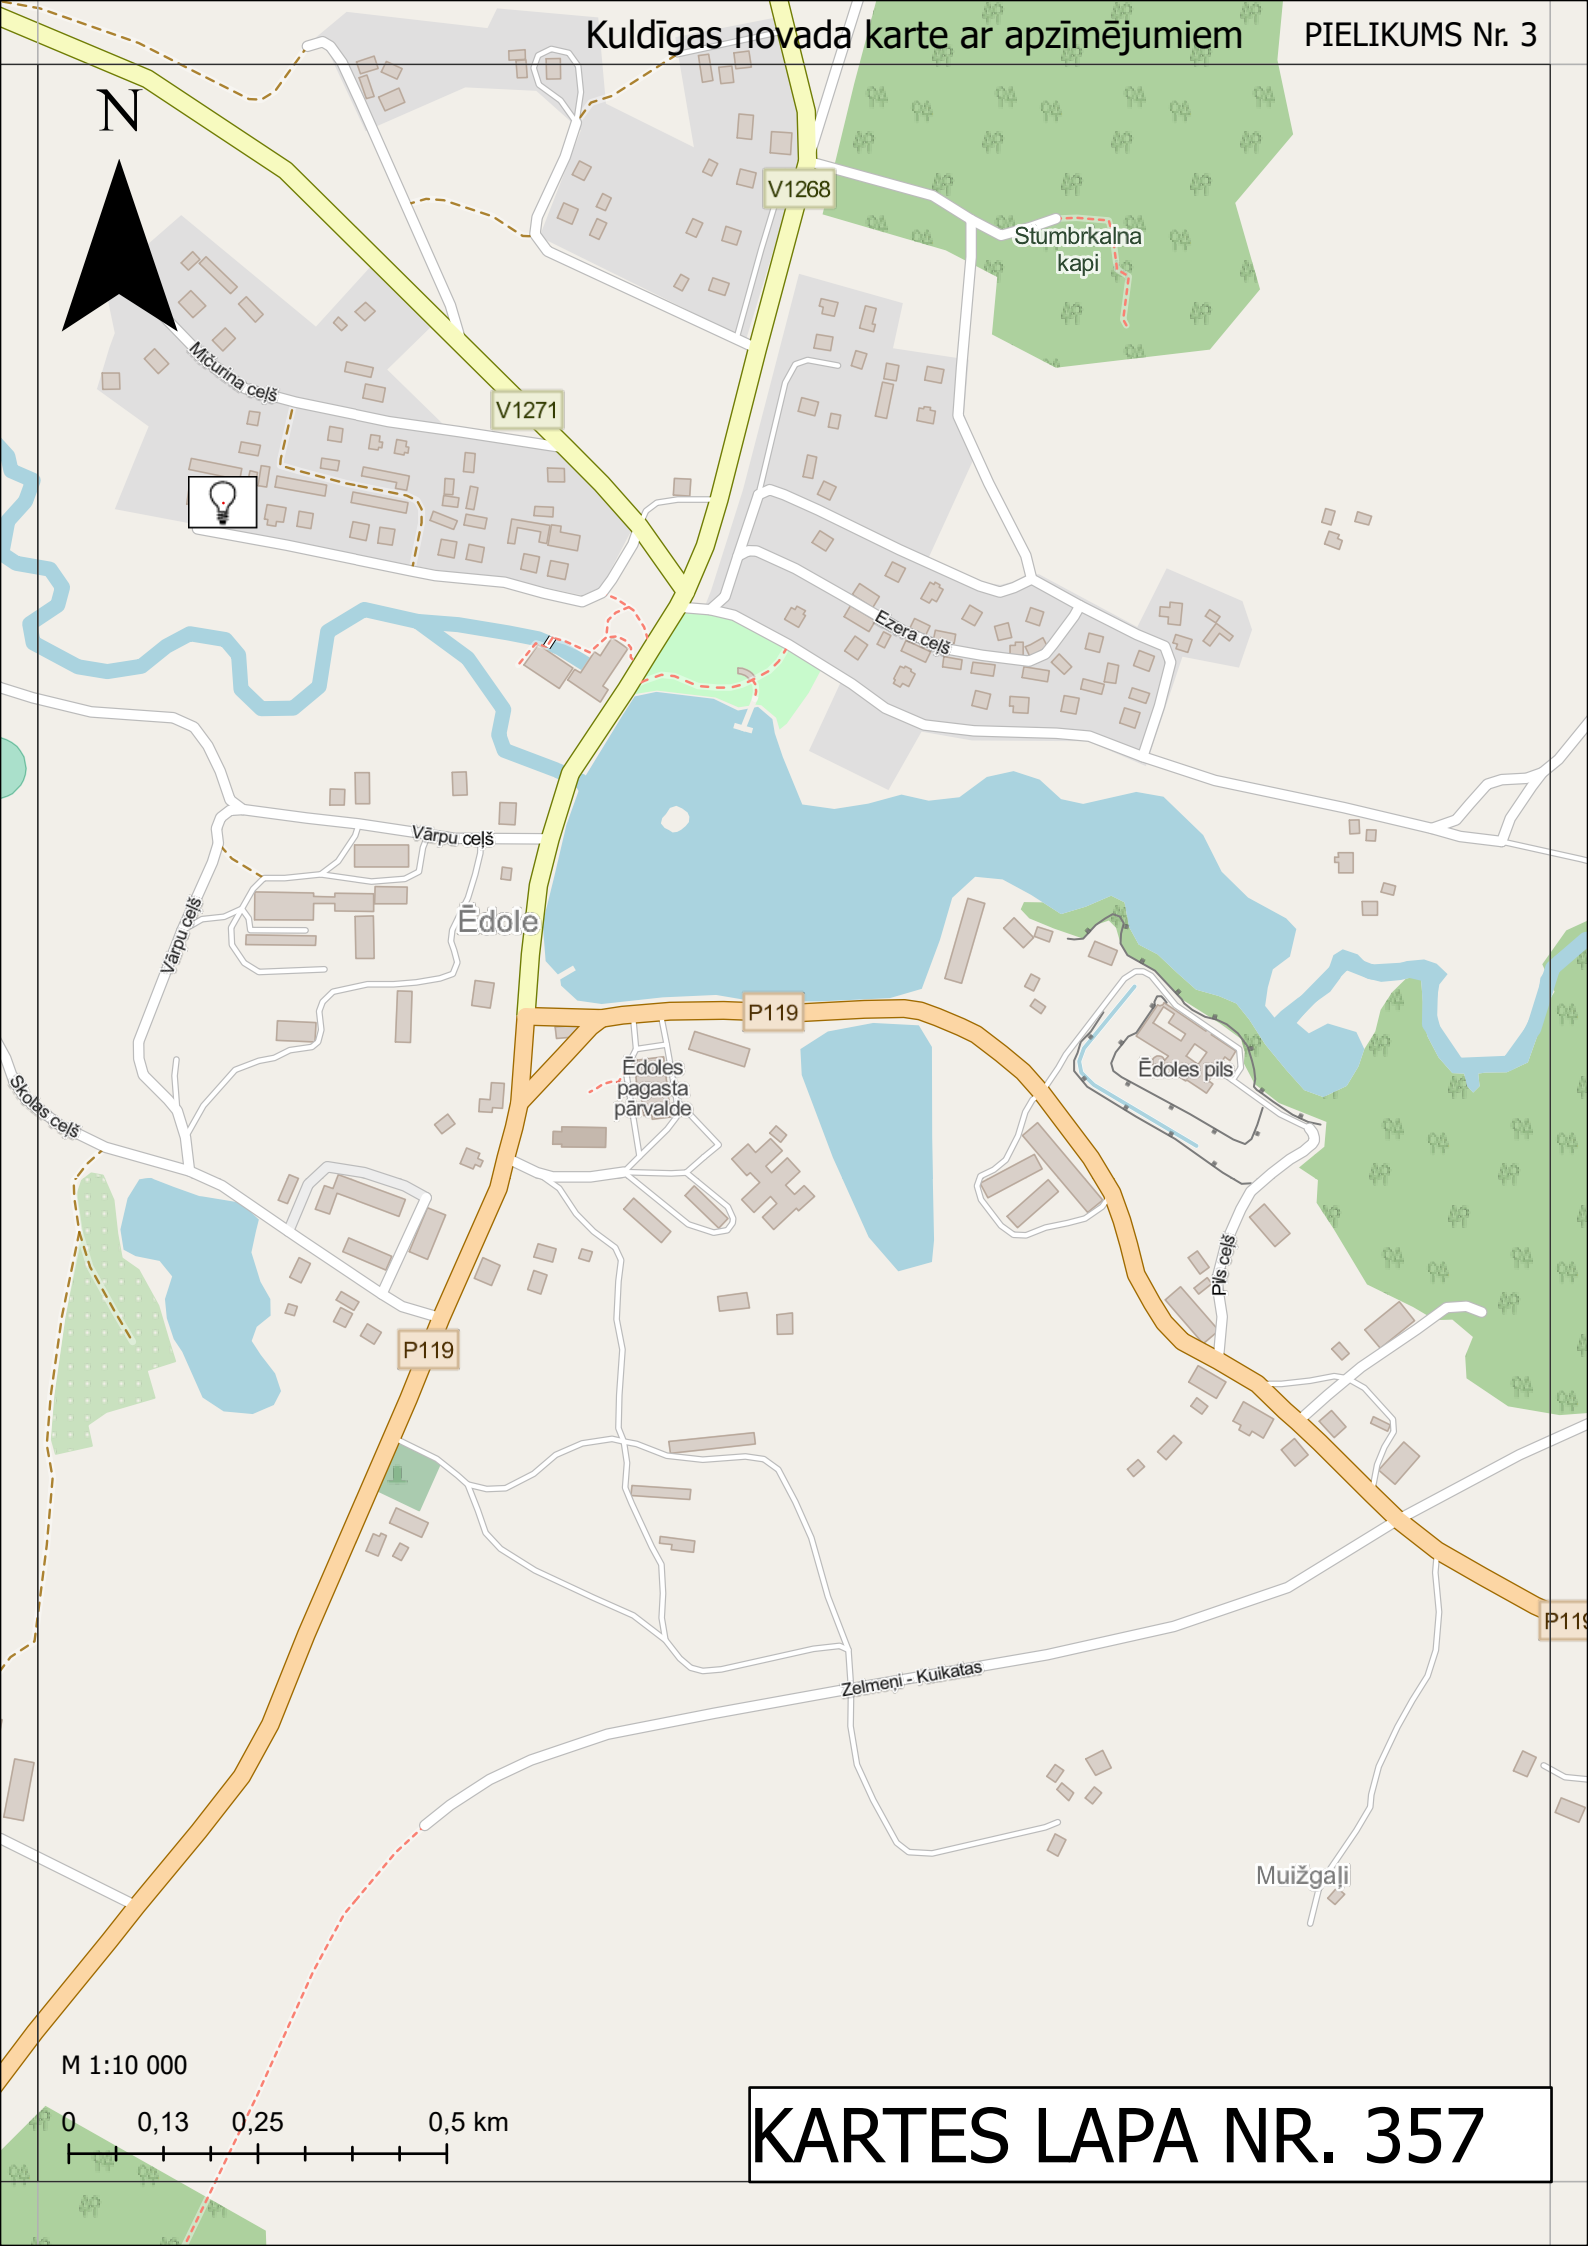 Kuldīgas novada karte ar apzīmējumiem
PIELIKUMS Nr. 3
N
V1268
Stumbrkalna
kapi
Mičurina ceļš
V1271
Ezera ceļš
Vārpu ceļš
Ēdole
Vārpu ceļš
P119
Ēdoles
pagasta
pārvalde
Ēdoles pils
Skolas ceļš
Pils ceļš
P119
P119
Zelmeņi - Kuikatas
Muižgaļi
M 1:10 000
0 0,13 0,25 0,5 km
KARTES LAPA NR. 357